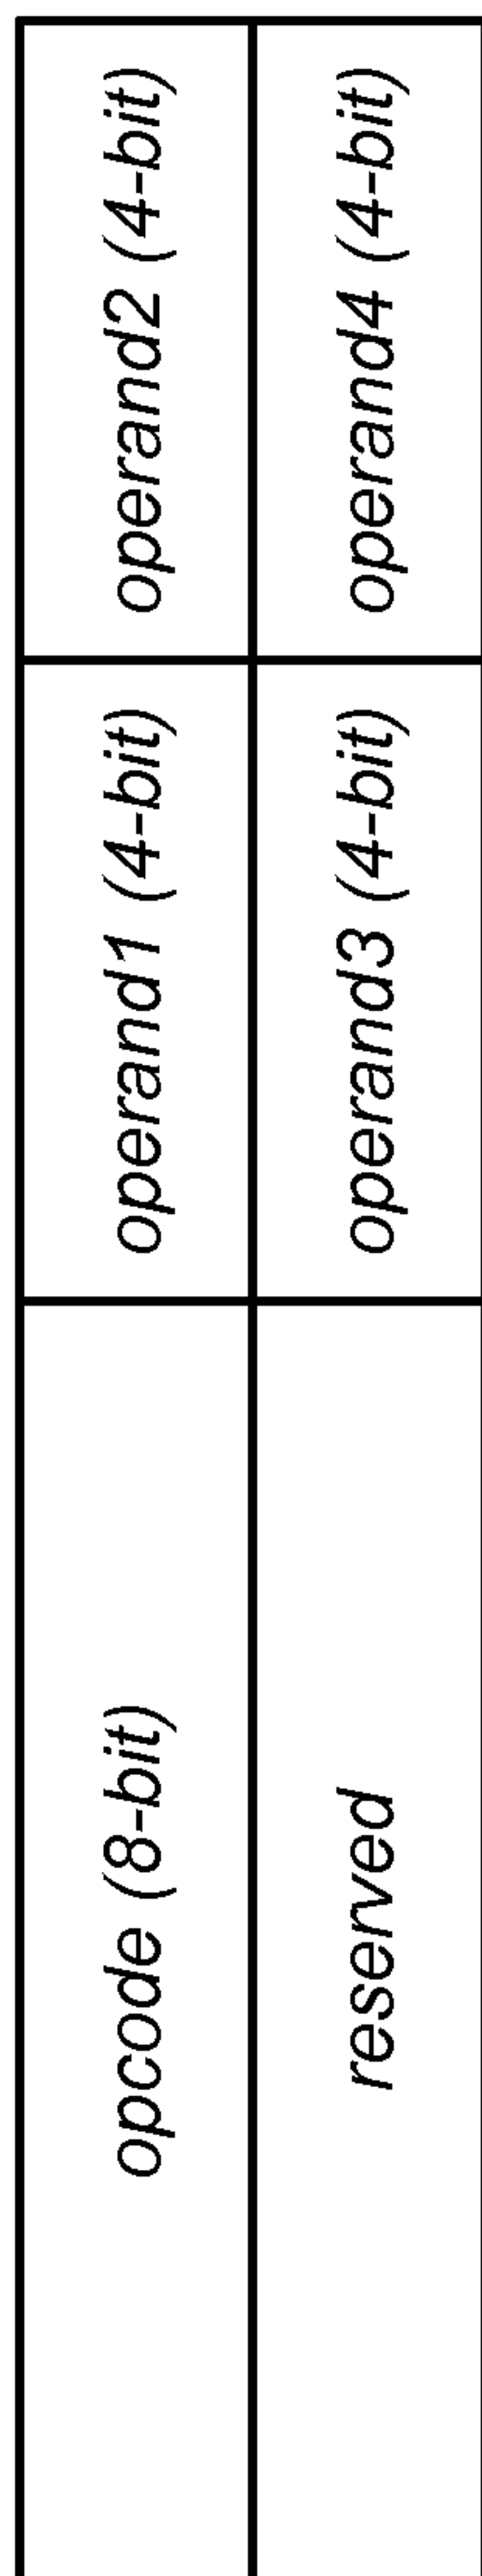 opcode (8-bit)
operand1 (4-bit)
operand2 (4-bit)
reserved
operand3 (4-bit)
operand4 (4-bit)